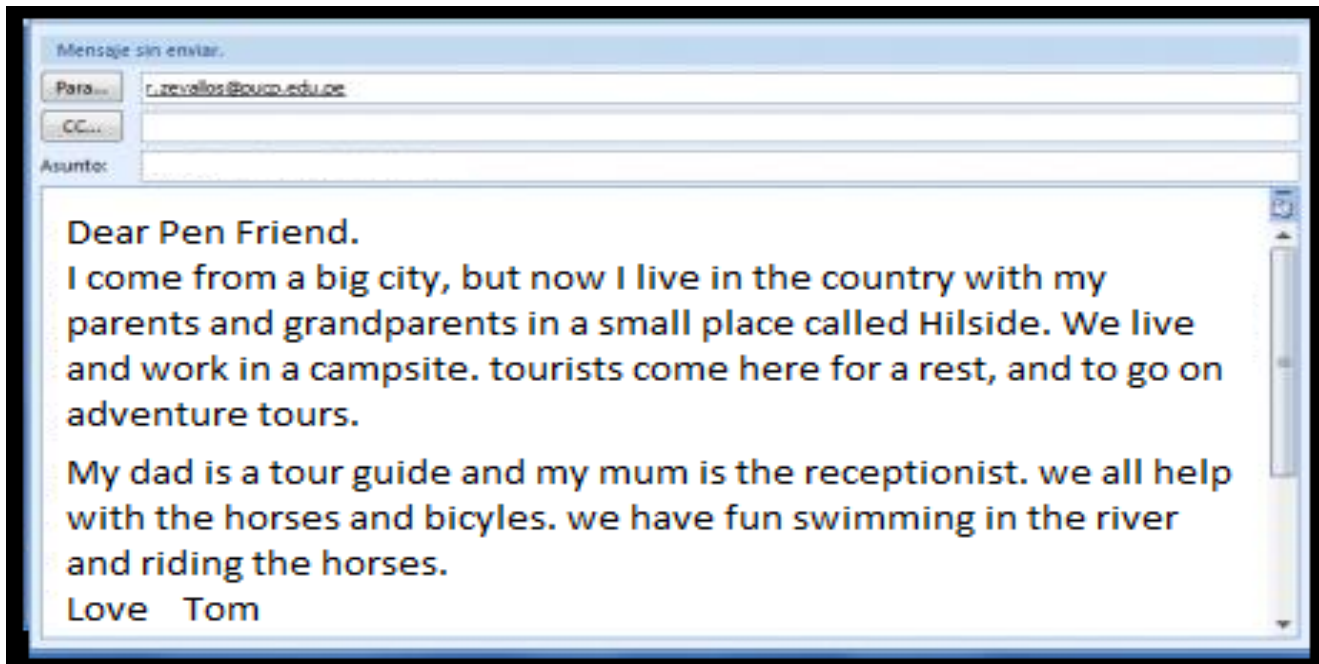 Mensaje sin enviar.
Para...
r.zevallos@pucp.edu.pe
CC...
Asunto:
Dear Pen Friend.
I come from a big city, but now I live in the country with my
parents and grandparents in a small place called Hilside. We live
and work in a campsite. tourists come here for a rest, and to go on
adventure tours.
My dad is a tour guide and my mum is the receptionist. we all help
with the horses and bicyles. we have fun swimming in the river
and riding the horses.
Love Tom